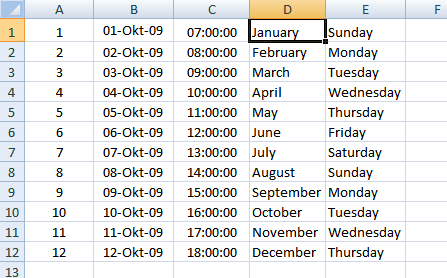 A B C D E F
1 1 01-Okt-09 07:00:00 January Sunday
2 2 02-Okt-09 08:00:00 February Monday
3 3 03-Okt-09 09:00:00 March Tuesday
4 4 04-Okt-09 10:00:00 April Wednesday
5 5 05-Okt-09 11:00:00 May Thursday
6 6 06-Okt-09 12:00:00 June Friday
7 7 07-Okt-09 13:00:00 July Saturday
8 8 08-Okt-09 14:00:00 August Sunday
9 9 09-Okt-09 15:00:00 September Monday
10 10 10-Okt-09 16:00:00 October Tuesday
11 11 11-Okt-09 17:00:00 November Wednesday
12 12 12-Okt-09 18:00:00 December Thursday
13